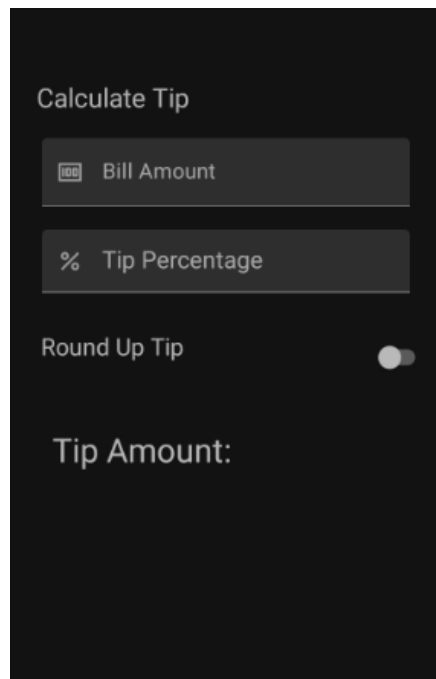 Calculate Tip
Bill Amount
% Tip Percentage
Round Up Tip
Tip Amount: